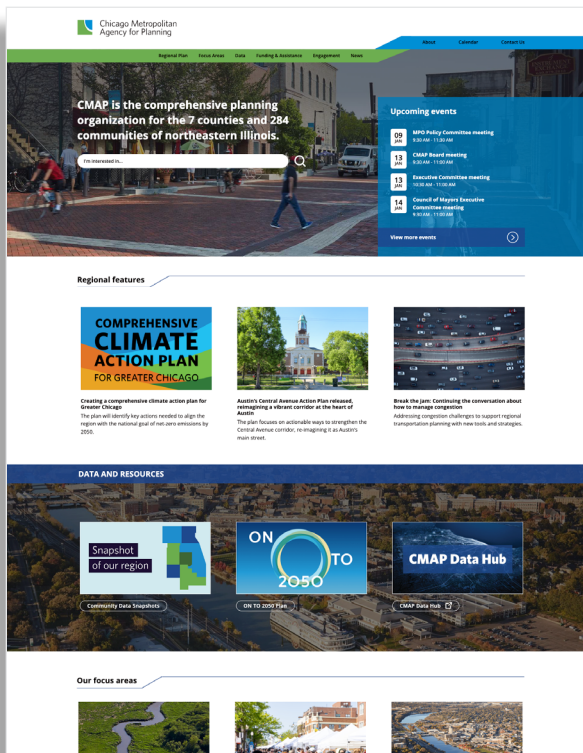 Chicago Metropolitan
Agency for Planning
About Calendar Contact Us
Regional Plan Focus Areas Data Funding & Assistance Engagement News
CMAP is the comprehensive planning
organization for the 7 counties and 284
communities of northeastern Illinois.
I'm interested in...
Upcoming events
09
JAN
MPO Policy Committee meeting
9:30 AM - 11:30 AM
13
JAN
CMAP Board meeting
9:30 AM - 11:00 AM
13
JAN
Executive Committee meeting
10:30 AM - 11:00 AM
14
JAN
Council of Mayors Executive
Committee meeting
9:30 AM - 11:00 AM
View more events
Regional features
COMPREHENSIVE
CLIMATE
ACTION PLAN
FOR GREATER CHICAGO
Creating a comprehensive climate action plan for
Greater Chicago
The plan will identify key actions needed to align the
region with the national goal of net-zero emissions by
2050.
Austin's Central Avenue Action Plan released,
reimagining a vibrant corridor at the heart of
Austin
The plan focuses on actionable ways to strengthen the
Central Avenue corridor, re-imagining it as Austin's
main street.
Break the jam: Continuing the conversation about
how to manage congestion
Addressing congestion challenges to support regional
transportation planning with new tools and strategies.
DATA AND RESOURCES
Snapshot
of our region
ON
TO
2050
CMAP Data Hub
Community Data Snapshots
ON TO 2050 Plan
CMAP Data Hub
Our focus areas